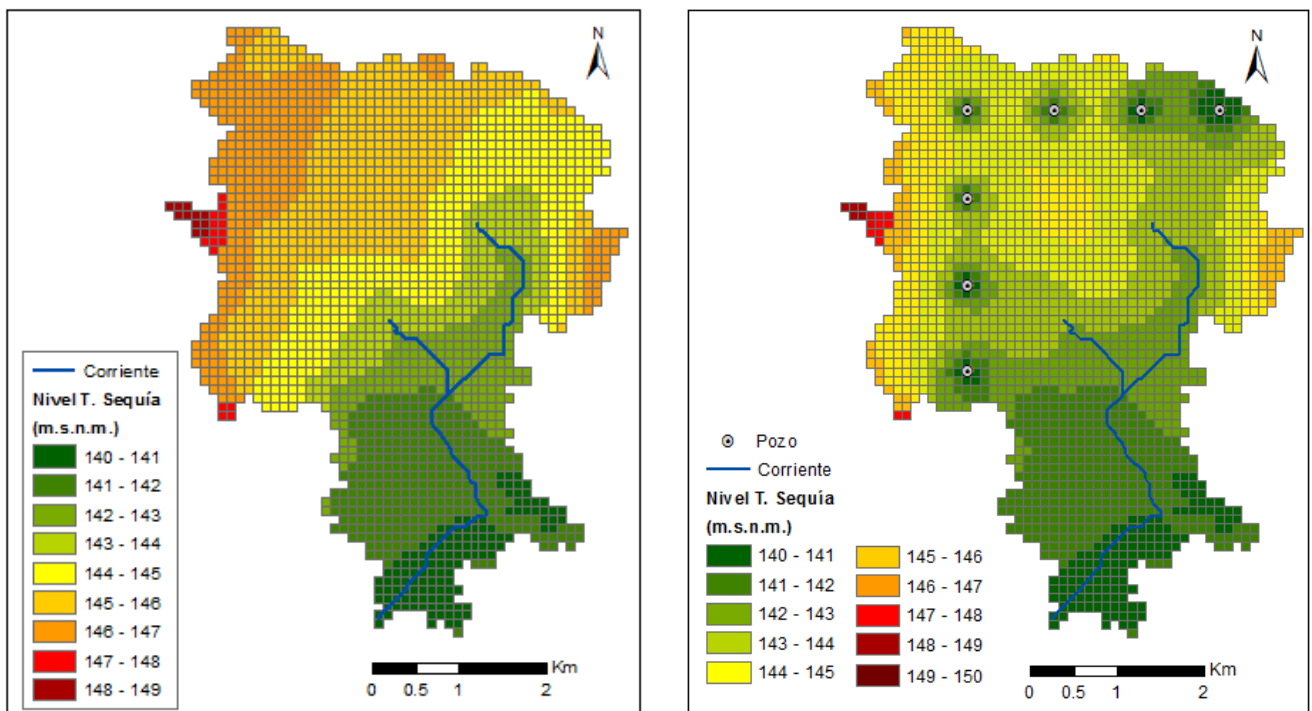 N
Corriente
Nivel T. Sequía
(m.s.n.m.)
140 - 141
141 - 142
142 - 143
143 - 144
144 - 145
145 - 146
146 - 147
147 - 148
148 - 149
Km
0 0.5 1 2
N
Pozo
Corriente
Nivel T. Sequía
(m.s.n.m.)
140 - 141
141 - 142
142 - 143
143 - 144
144 - 145
145 - 146
146 - 147
147 - 148
148 - 149
149 - 150
Km
0 0.5 1 2